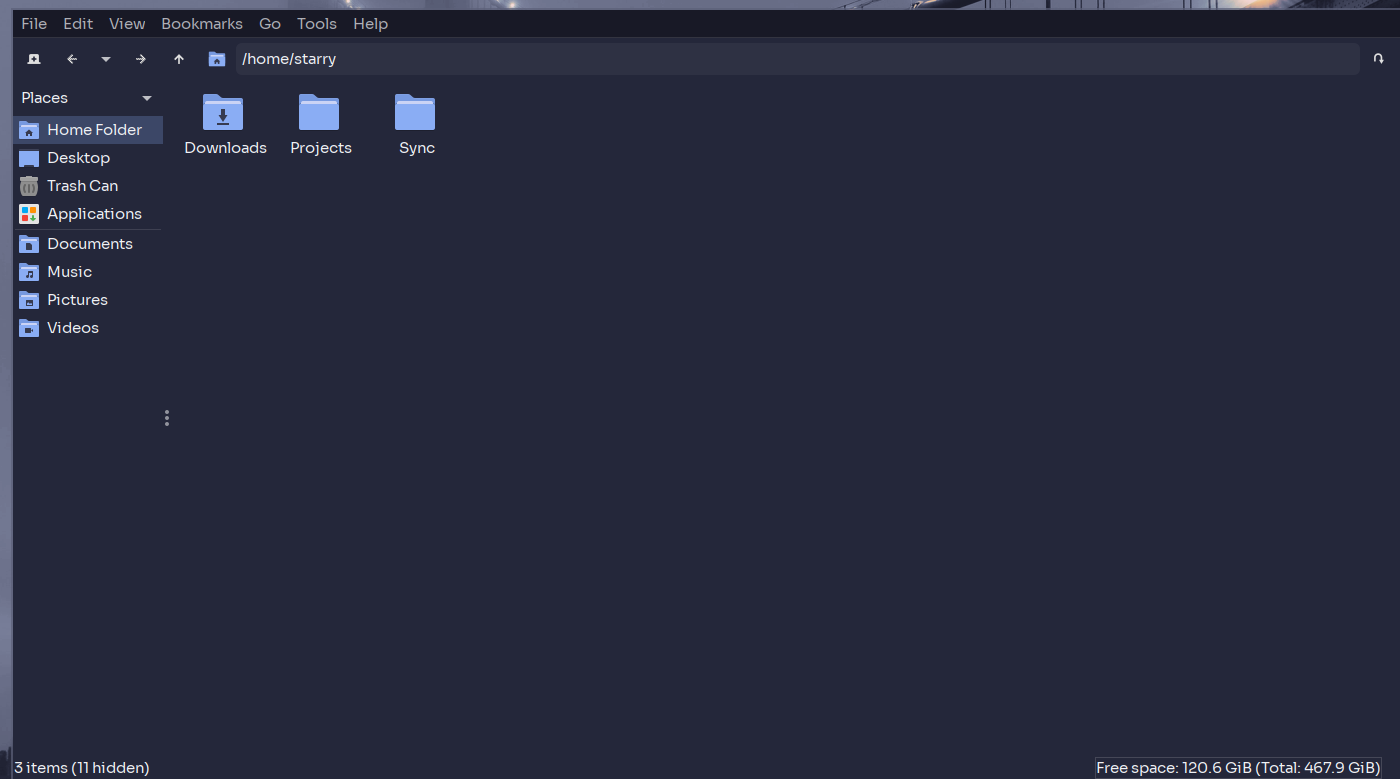 File Edit View Bookmarks Go Tools Help
/home/starry
Places
Home Folder
Desktop
Trash Can
Applications
Documents
Music
Pictures
Videos
Downloads Projects Sync
3 items (11 hidden)
Free space: 120.6 GiB (Total: 467.9 GiB)